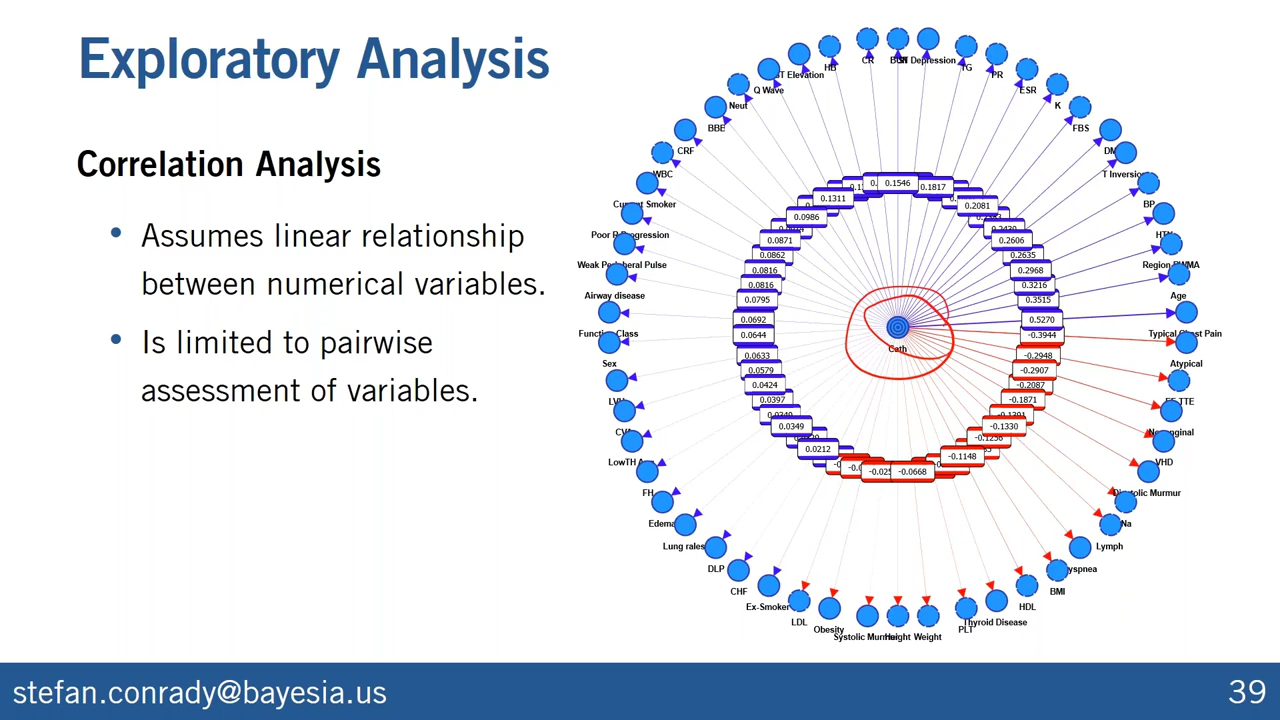 Exploratory Analysis
Correlation Analysis
• Assumes linear relationship
between numerical variables.
• Is limited to pairwise
assessment of variables.
HB
CR
ST Elevation
Depression
TG
PR
Q Wave
ESR
Neut
K
BBB
FBS
CRF
DM
WBC
T Inversion
Current Smoker
BP
Poor R Progression
HTN
Weak Peripheral Pulse
Region RWMA
Airway disease
Age
Function Class
Typical Chest Pain
Sex
Atypical
LVH
EF-TTE
CVA
Nonanginal
LowTH Ang
VHD
FH
Diastolic Murmur
Edema
Na
Lung rales
Lymph
DLP
Dyspnea
CHF
BMI
Ex-Smoker
HDL
LDL
Thyroid Disease
Obesity
PLT
Systolic Murmur
Height
Weight
Cath
0.1546
0.1817
0.1311
0.2081
0.0986
0.0871
0.2606
0.0862
0.2635
0.0816
0.2968
0.0816
0.3216
0.0795
0.3515
0.0692
0.5270
0.0644
-0.3944
0.0633
-0.2948
0.0579
-0.2907
0.0424
-0.2087
0.0397
-0.1871
0.0349
-0.1330
0.0212
-0.1148
-0.0668
stefan.conrady@bayesia.us
39